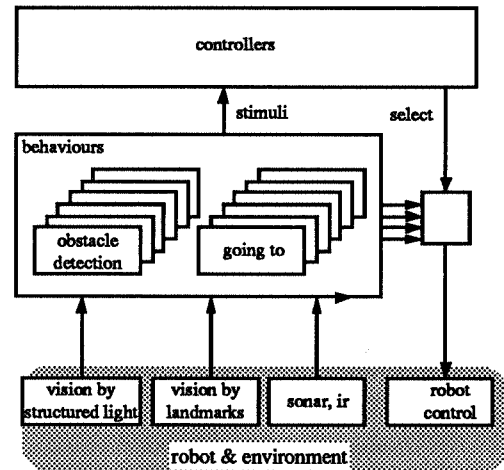 controllers
stimuli
select
behaviours
obstacle
detection
going to
vision by
structured light
vision by
landmarks
sonar, ir
robot
control
robot & environment